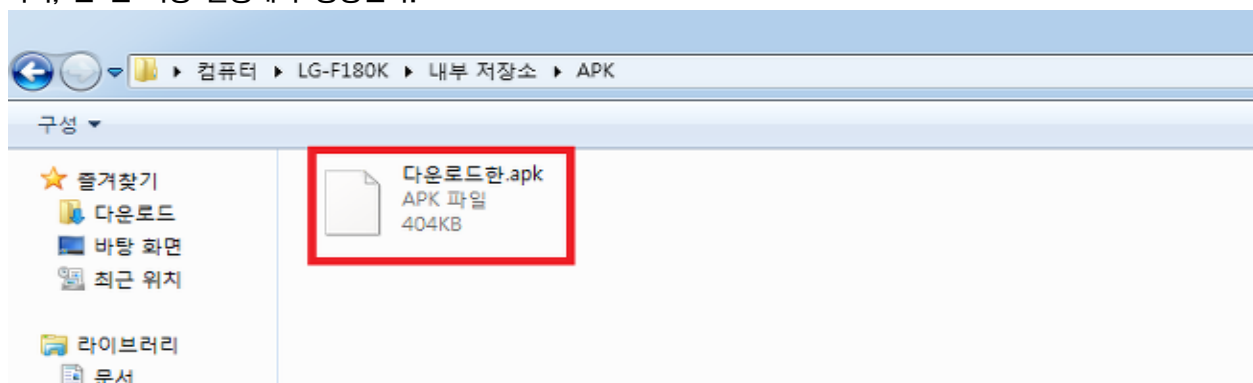 컴퓨터 ▸ LG-F180K ▸ 내부 저장소 ▸ APK
구성 ▾
즐겨찾기
다운로드
바탕 화면
최근 위치
라이브러리
문서
다운로드한.apk
APK 파일
404KB